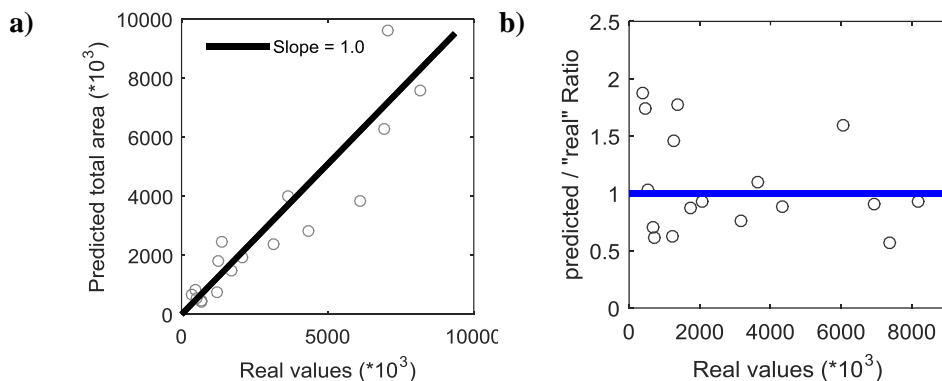 a)
Predicted total area (*10³)
10000
8000
6000
4000
2000
0
Slope = 1.0
0
5000
10000
Real values (*10³)
b)
predicted / "real" Ratio
2.5
2
1.5
1
0.5
0
0
2000
4000
6000
8000
Real values (*10³)